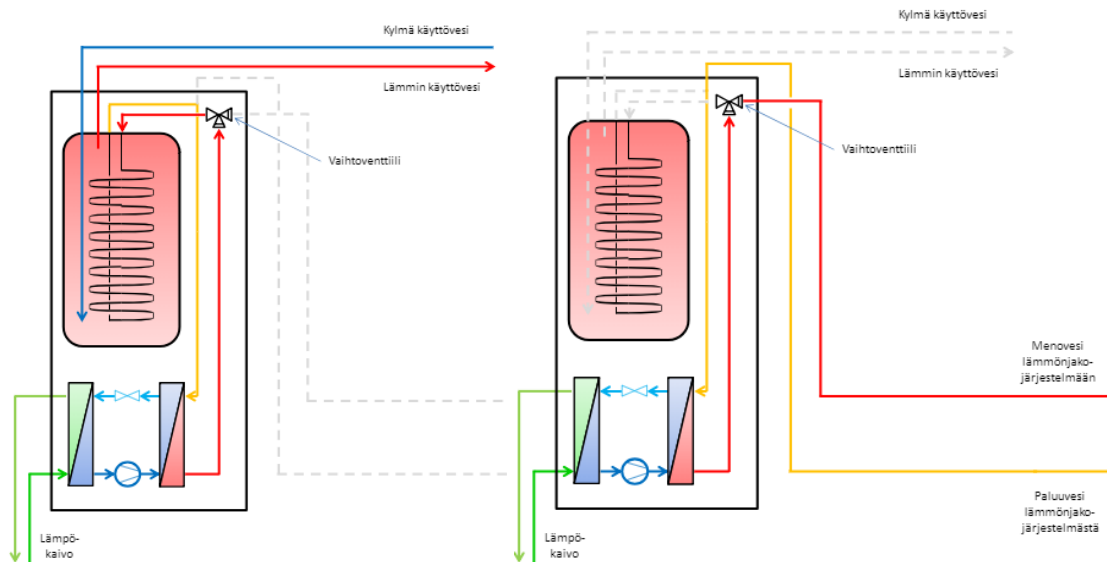 Kylmä käyttövesi
Lämmin käyttövesi
Vaihtoventtiili
Lämpö-
kaivo
Kylmä käyttövesi
Lämmin käyttövesi
Vaihtoventtiili
Menovesi
lämmönjako-
järjestelmään
Paluuvesi
lämmönjako-
järjestelmästä
Lämpö-
kaivo